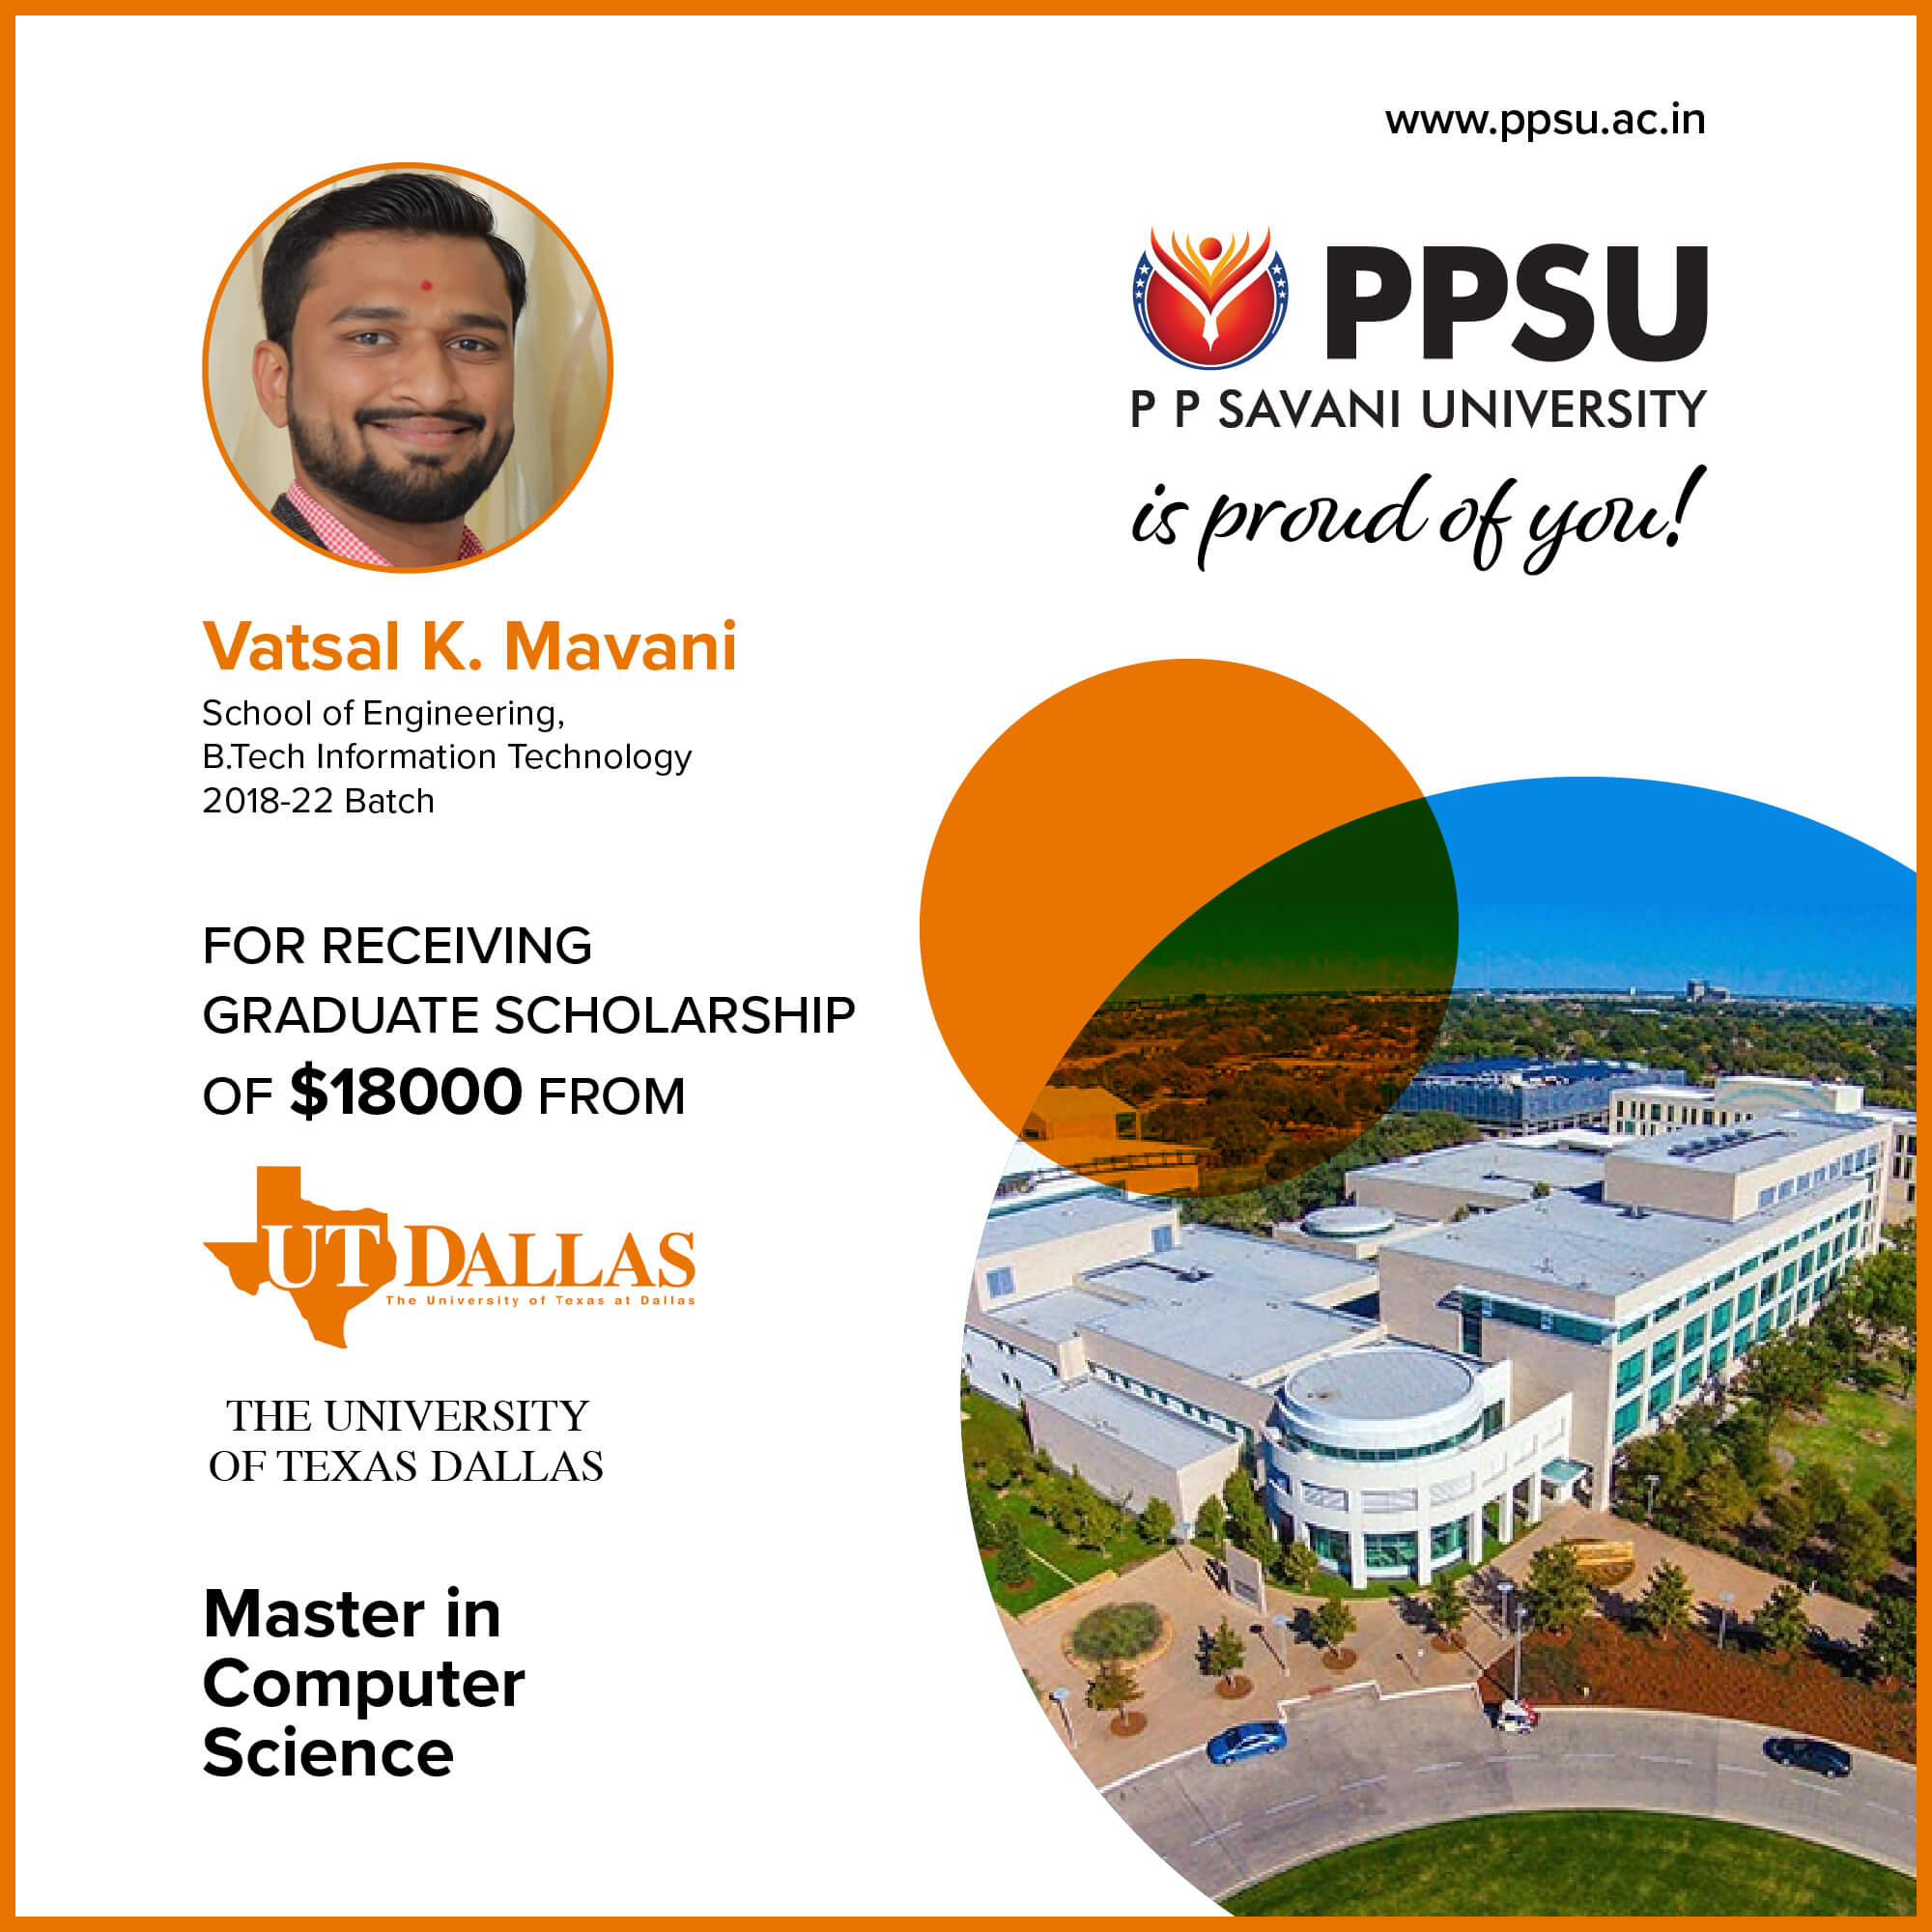 www.ppsu.ac.in
PPSU
P P SAVANI UNIVERSITY
is proud of you!
Vatsal K. Mavani
School of Engineering,
B.Tech Information Technology
2018-22 Batch
FOR RECEIVING
GRADUATE SCHOLARSHIP
OF $18000 FROM
UT DALLAS
The University of Texas at Dallas
THE UNIVERSITY
OF TEXAS DALLAS
Master in
Computer
Science